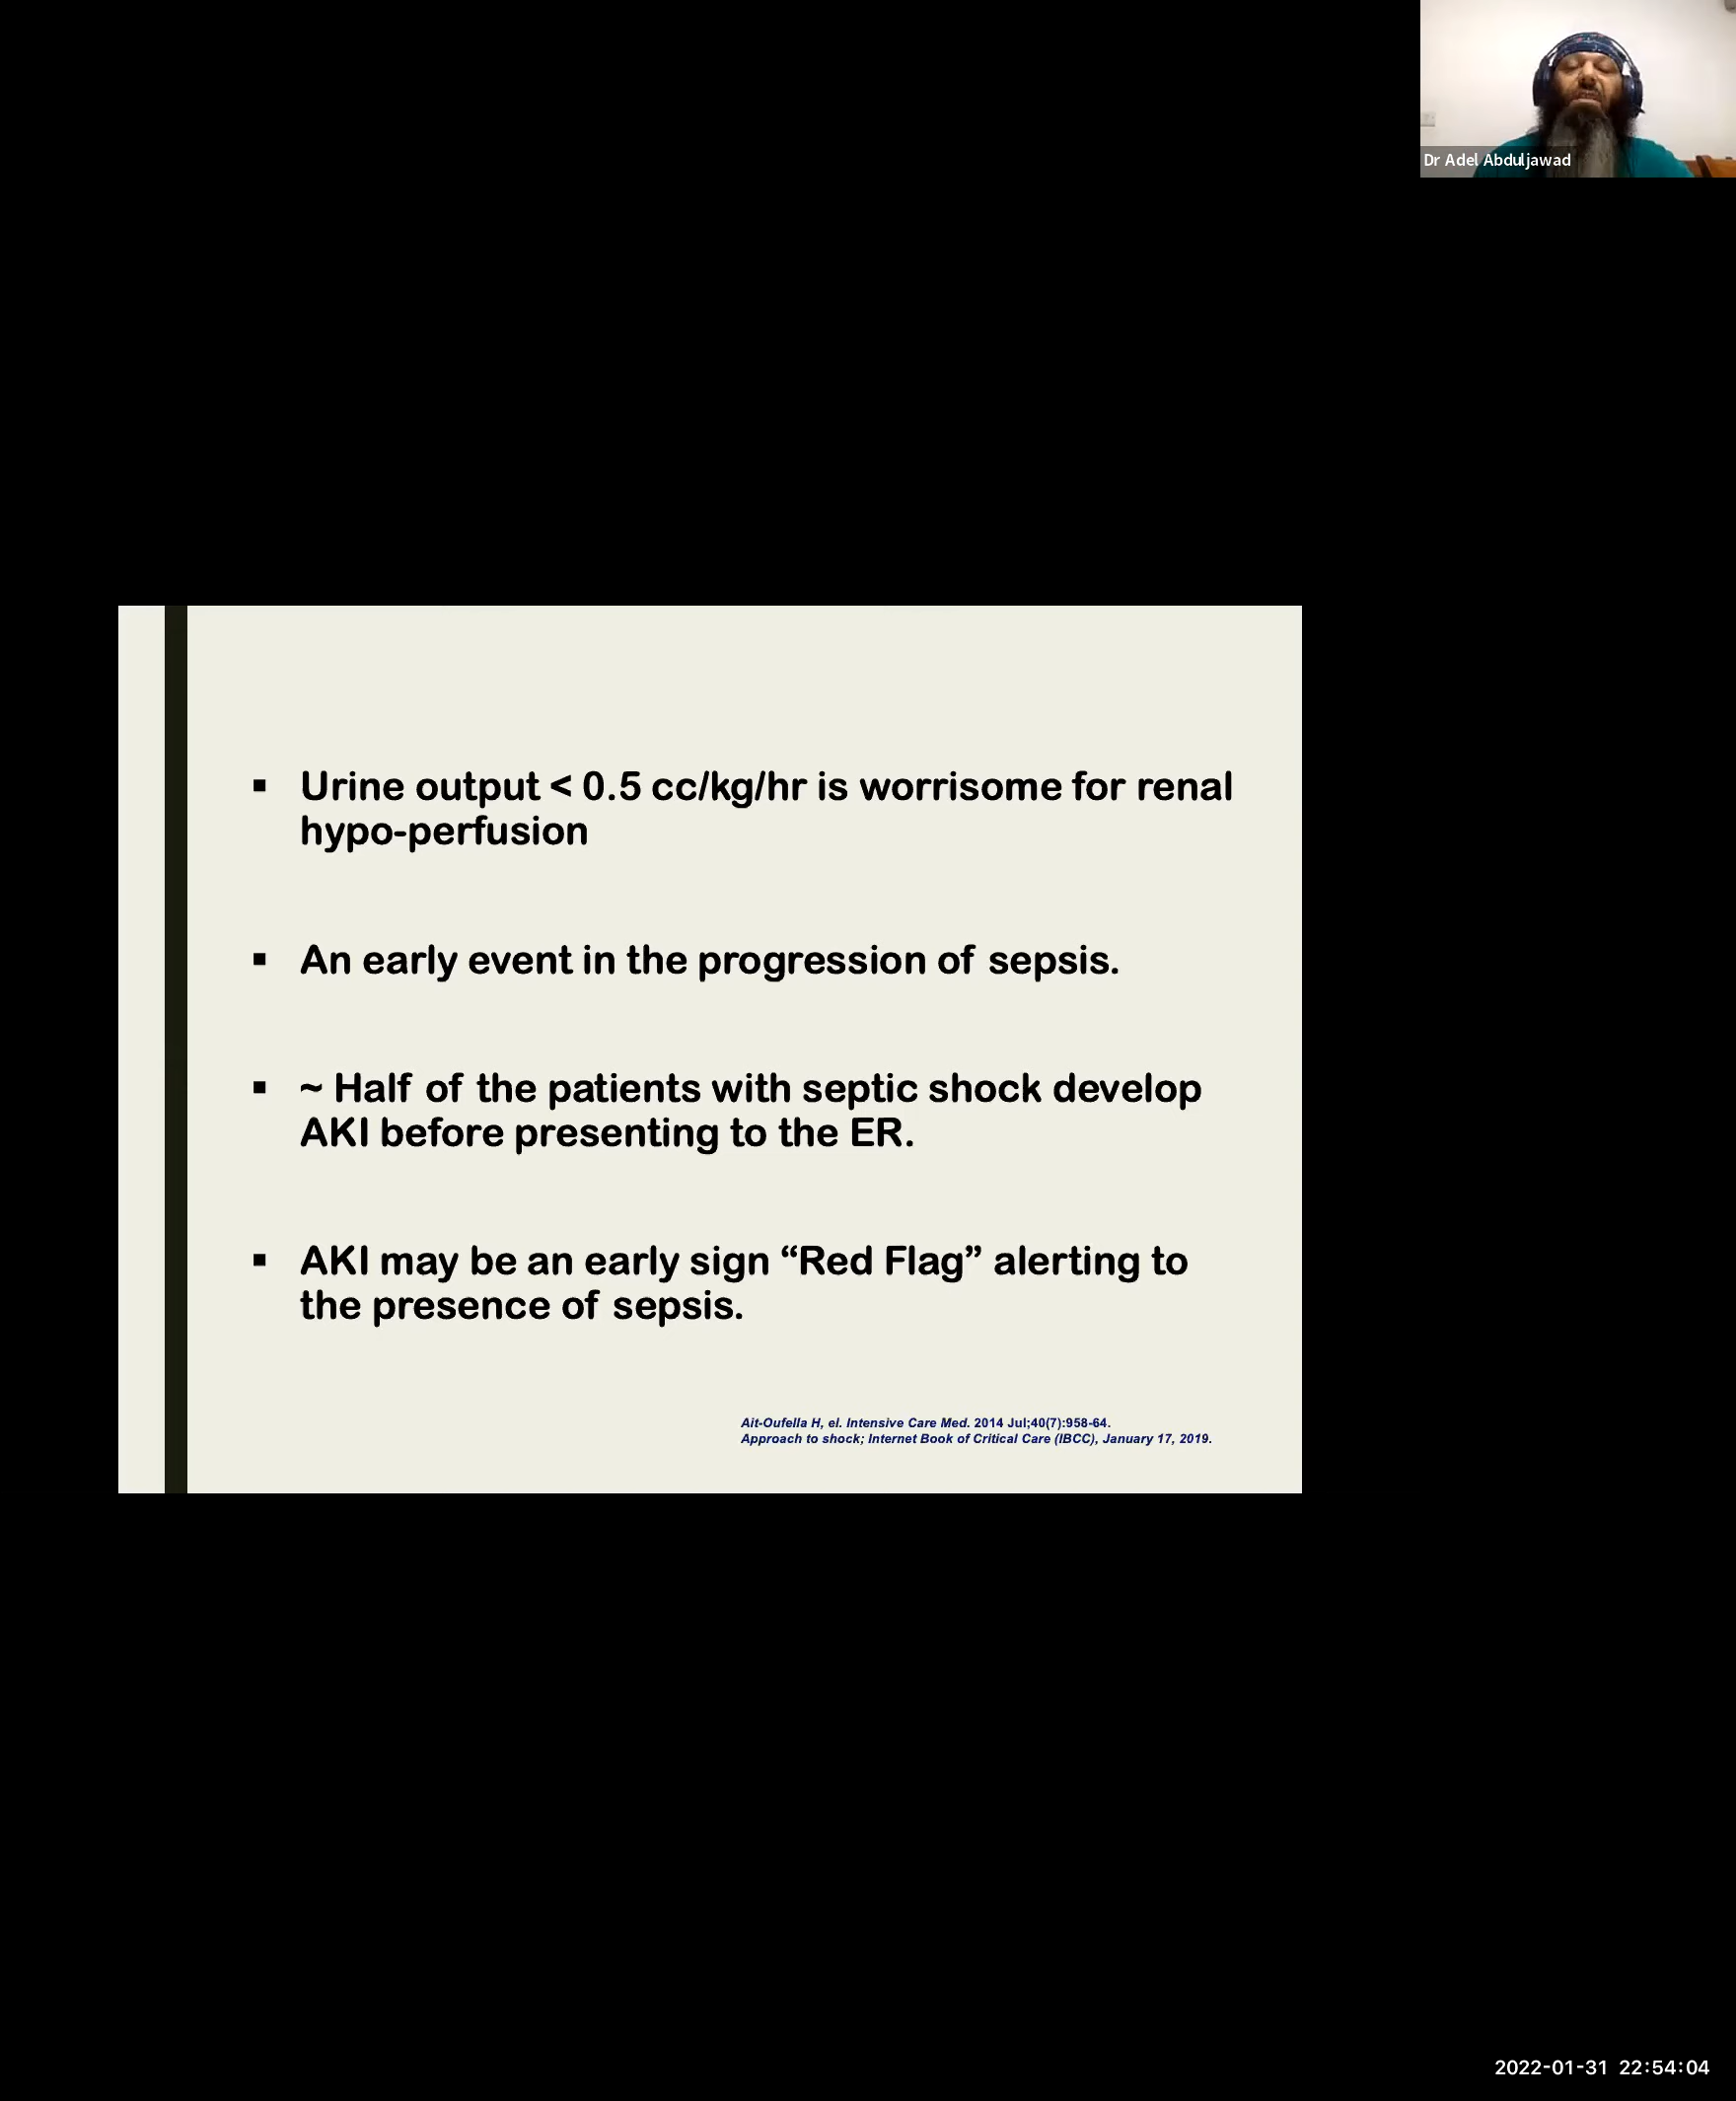 Dr Adel Abduljawad
▪ Urine output < 0.5 cc/kg/hr is worrisome for renal
hypo-perfusion
▪ An early event in the progression of sepsis.
▪ ~ Half of the patients with septic shock develop
AKI before presenting to the ER.
▪ AKI may be an early sign “Red Flag” alerting to
the presence of sepsis.
Ait-Oufella H, el. Intensive Care Med. 2014 Jul;40(7):958-64.
Approach to shock; Internet Book of Critical Care (IBCC), January 17, 2019.
2022-01-31 22:54:04